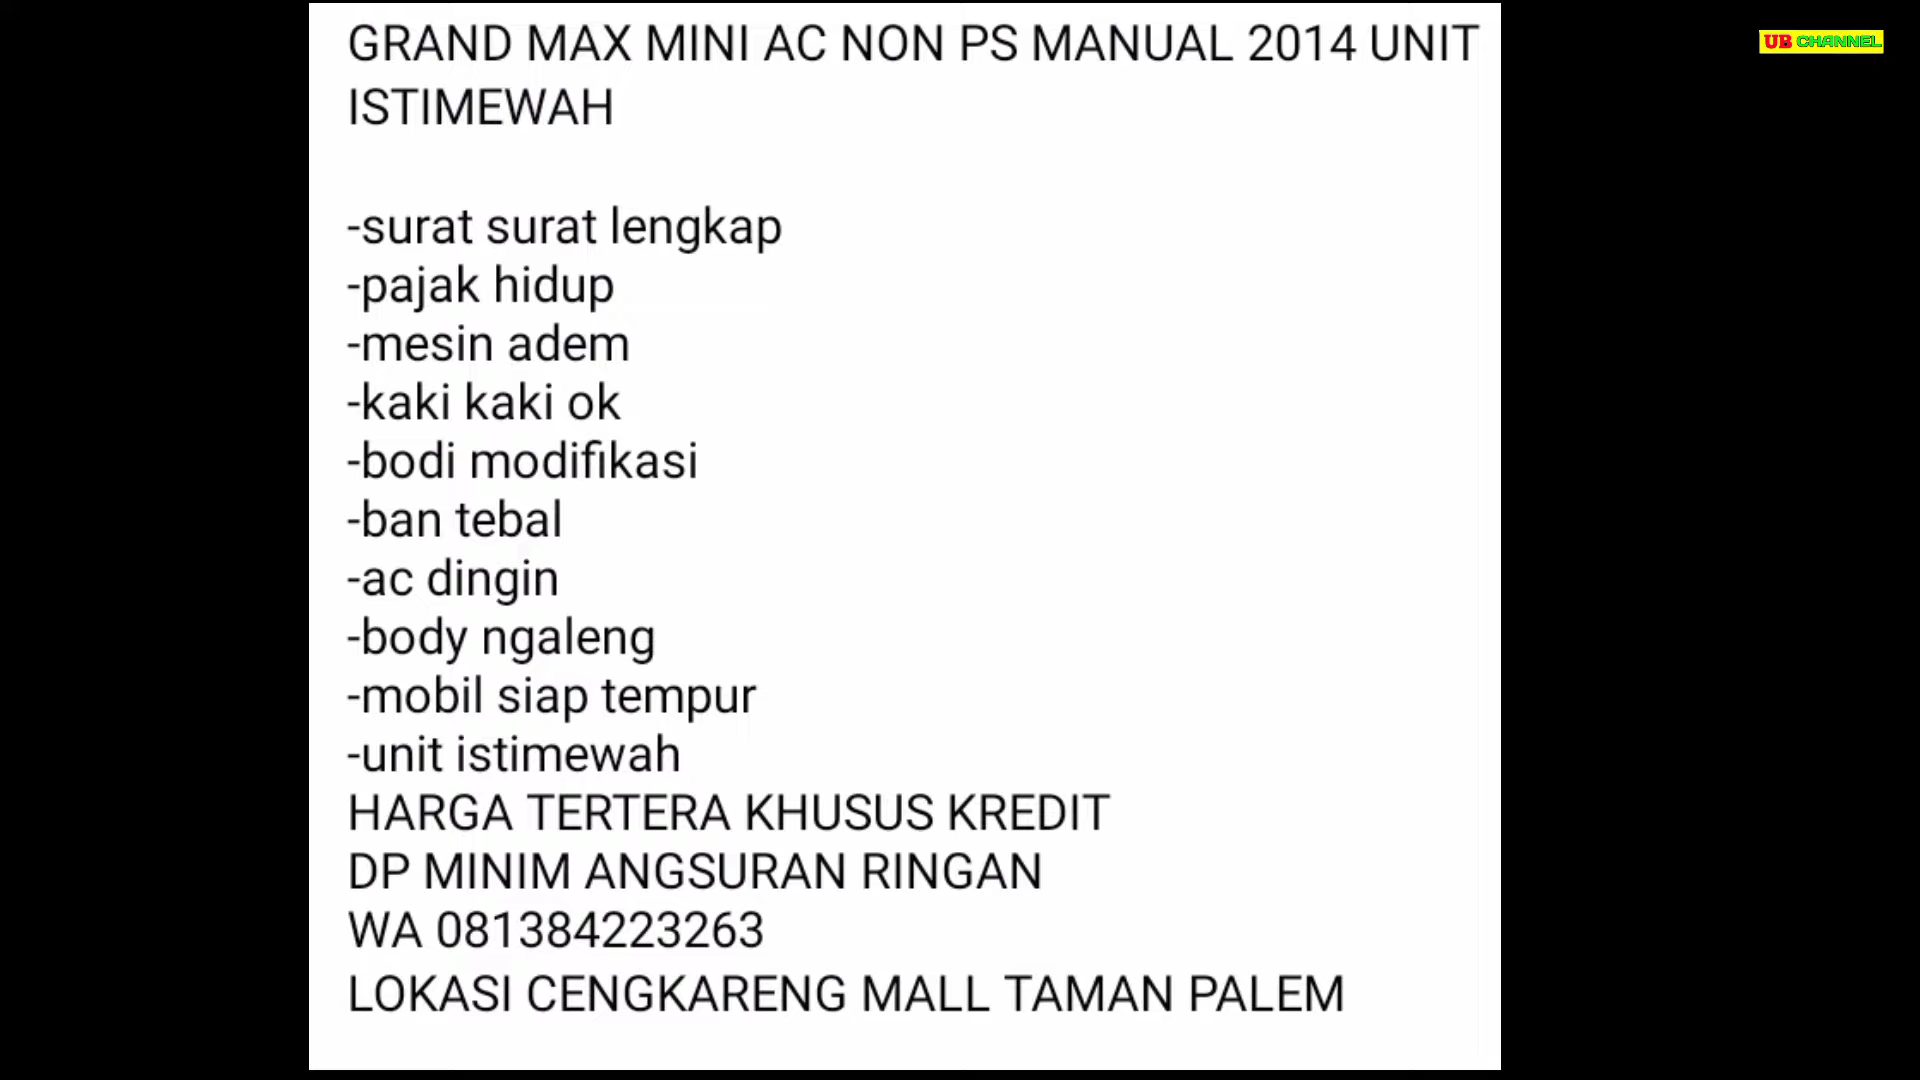 GRAND MAX MINI AC NON PS MANUAL 2014 UNIT
ISTIMEWAH
-surat surat lengkap
-pajak hidup
-mesin adem
-kaki kaki ok
-bodi modifikasi
-ban tebal
-ac dingin
-body ngaleng
-mobil siap tempur
-unit istimewah
HARGA TERTERA KHUSUS KREDIT
DP MINIM ANGSURAN RINGAN
WA 081384223263
LOKASI CENGKARENG MALL TAMAN PALEM
UB CHANNEL